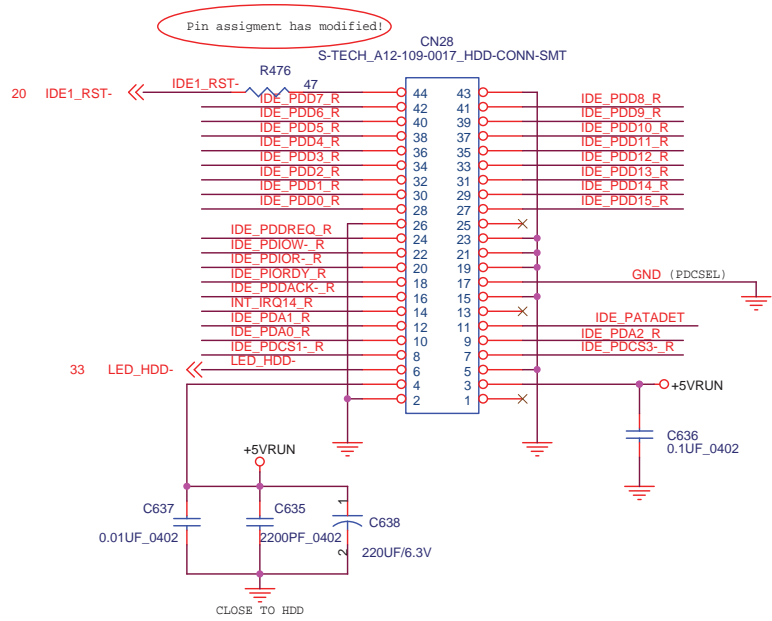 Pin assigment has modified!
CN28
S-TECH_A12-109-0017_HDD-CONN-SMT
R476
20 IDE1_RST- IDE1_RST- 47 44 43
IDE_PDD7_R 42 41 IDE_PDD8_R
IDE_PDD6_R 40 39 IDE_PDD9_R
IDE_PDD5_R 38 37 IDE_PDD10_R
IDE_PDD4_R 36 35 IDE_PDD11_R
IDE_PDD3_R 34 33 IDE_PDD12_R
IDE_PDD2_R 32 31 IDE_PDD13_R
IDE_PDD1_R 30 29 IDE_PDD14_R
IDE_PDD0_R 28 27 IDE_PDD15_R
26 25
IDE_PDDREQ_R 24 23
IDE_PDIOW-_R 22 21
IDE_PDIOR-_R 20 19
IDE_PIORDY_R 18 17 GND (PDCSEL)
IDE_PDDACK-_R 16 15
INT_IRQ14_R 14 13
IDE_PDA1_R 12 11 IDE_PATADET
IDE_PDA0_R 10 9 IDE_PDA2_R
IDE_PDCS1-_R 8 7 IDE_PDCS3-_R
33 LED_HDD- LED_HDD- 6 5
4 3 +5VRUN
2 1
C636
0.1UF_0402
+5VRUN
C637 C635 1 C638
0.01UF_0402 2200PF_0402 2 220UF/6.3V
CLOSE TO HDD